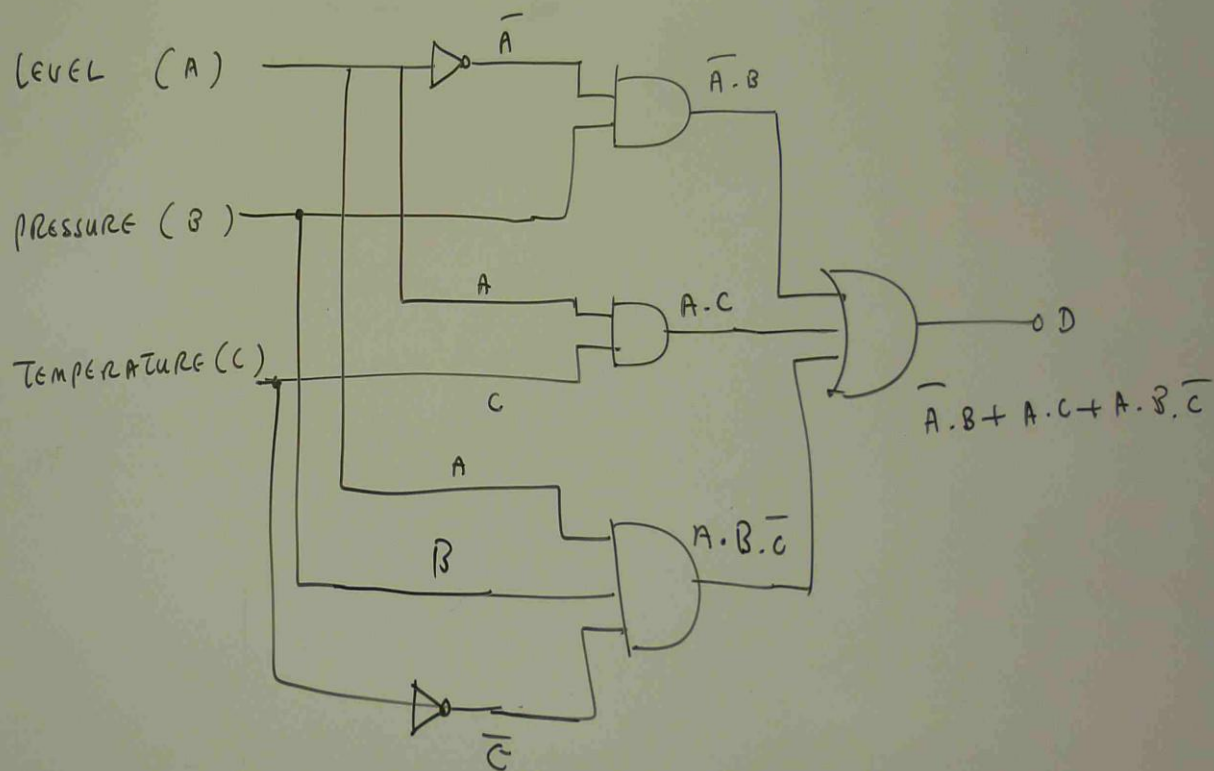 LEVEL (A)
A̅
A̅.B
PRESSURE (B)
A
A.C
TEMPERATURE(C)
C
D
A̅.B + A.C + A.B.C̅
A
B
A.B.C̅
C̅